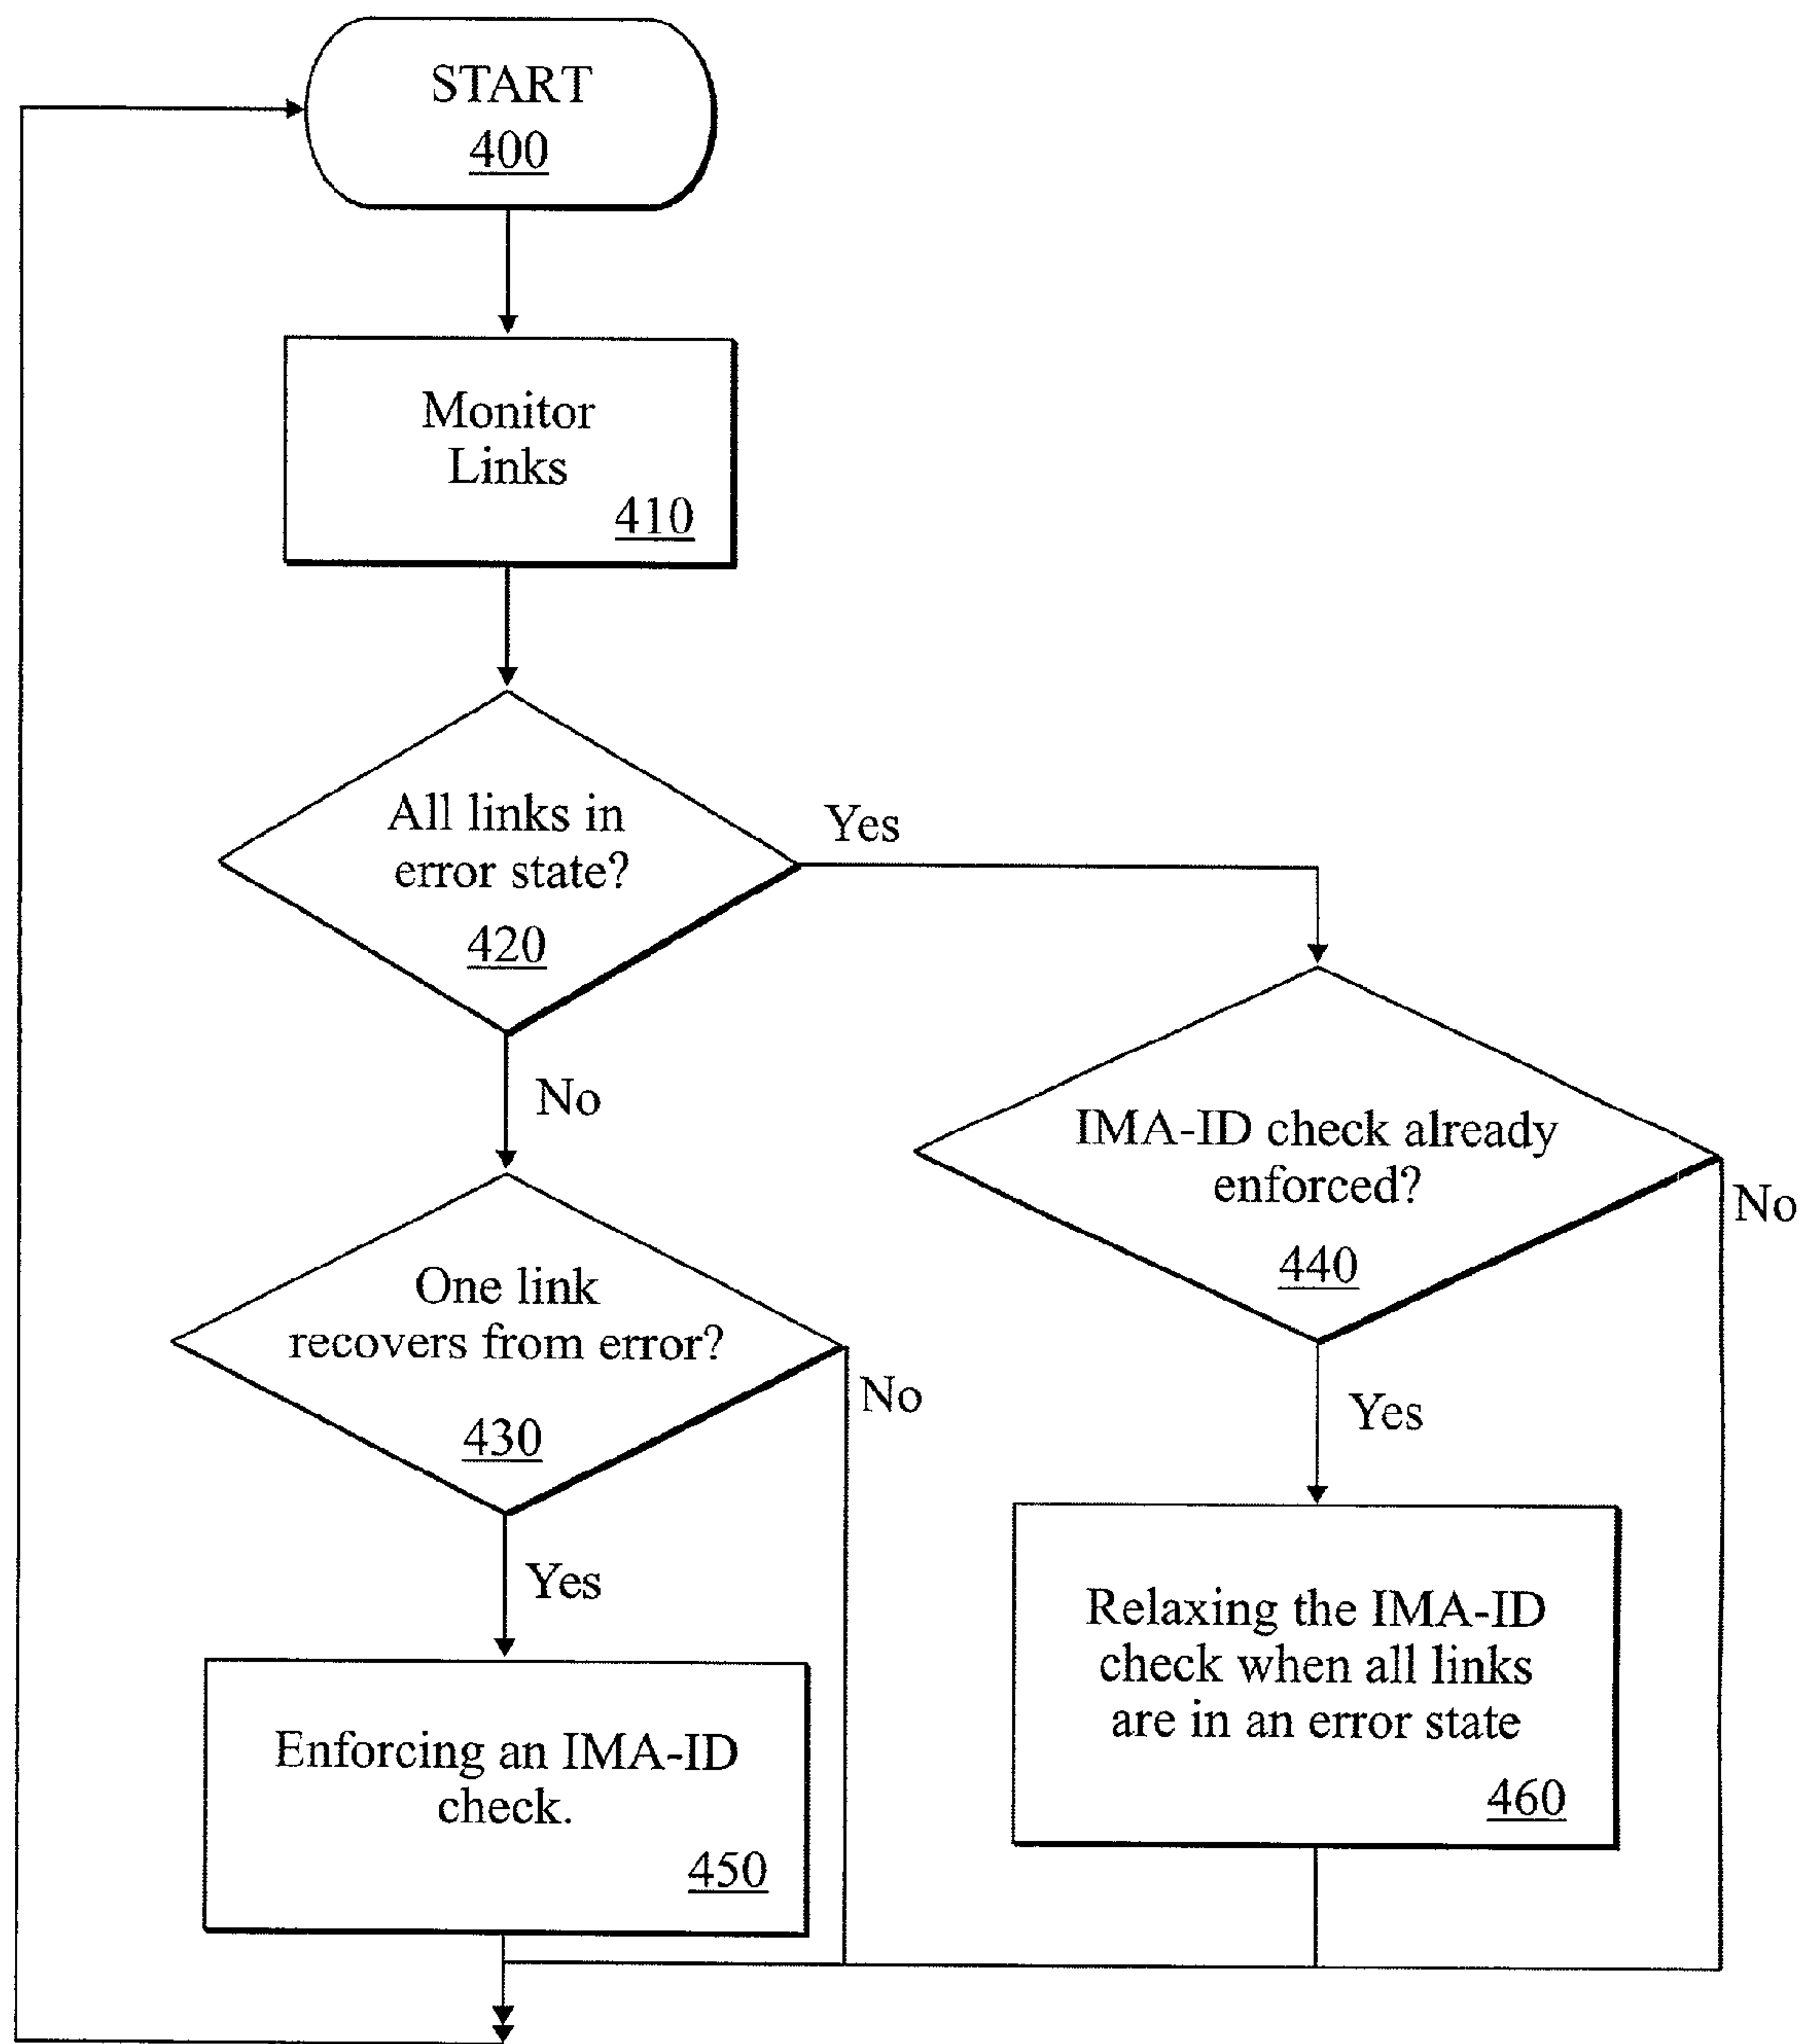 START
400
Monitor
Links
410
All links in
error state?
420
Yes
No
IMA-ID check already
enforced?
440
No
One link
recovers from error?
430
No
Yes
Yes
Relaxing the IMA-ID
check when all links
are in an error state
460
Enforcing an IMA-ID
check.
450